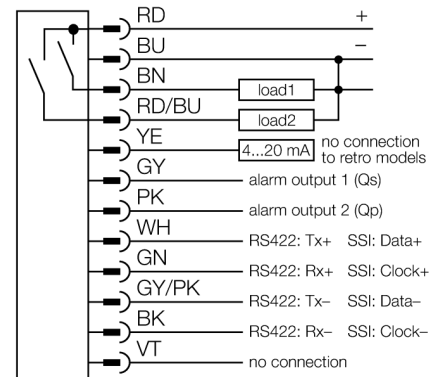 RD +
BU –
BN load1
RD/BU load2
YE 4...20 mA no connection
to retro models
GY alarm output 1 (Qs)
PK alarm output 2 (Qp)
WH RS422: Tx+ SSI: Data+
GN RS422: Rx+ SSI: Clock+
GY/PK RS422: Tx– SSI: Data–
BK RS422: Rx– SSI: Clock–
VT no connection